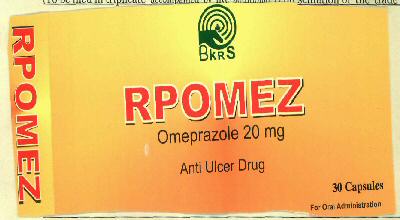 BKRS
RPOMEZ
RPOMEZ
Omeprazole 20 mg
Anti Ulcer Drug
30 Capsules
For Oral Administration